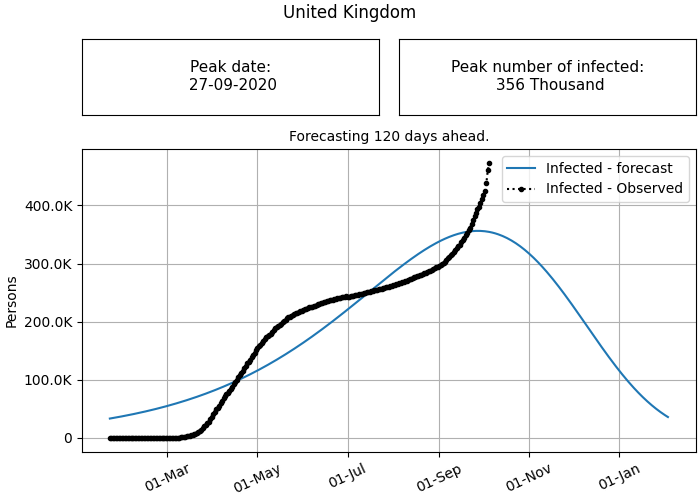 United Kingdom
Peak date:
27-09-2020
Peak number of infected:
356 Thousand
Forecasting 120 days ahead.
Infected - forecast
Infected - Observed
Persons
400.0K
300.0K
200.0K
100.0K
0
01-Mar
01-May
01-Jul
01-Sep
01-Nov
01-Jan